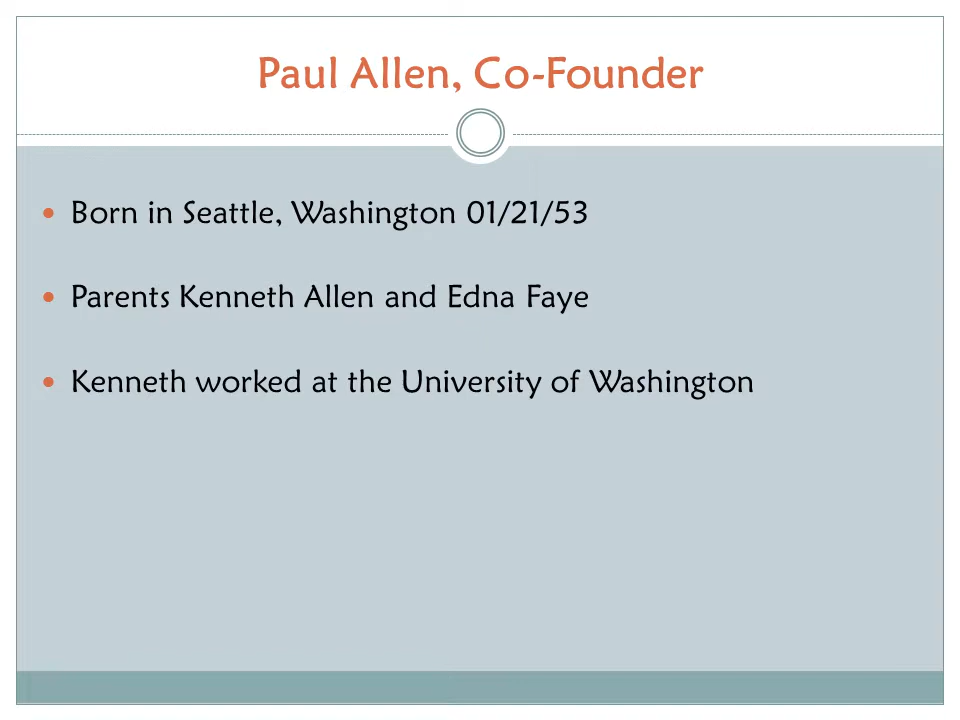 Paul Allen, Co-Founder
Born in Seattle, Washington 01/21/53
Parents Kenneth Allen and Edna Faye
Kenneth worked at the University of Washington